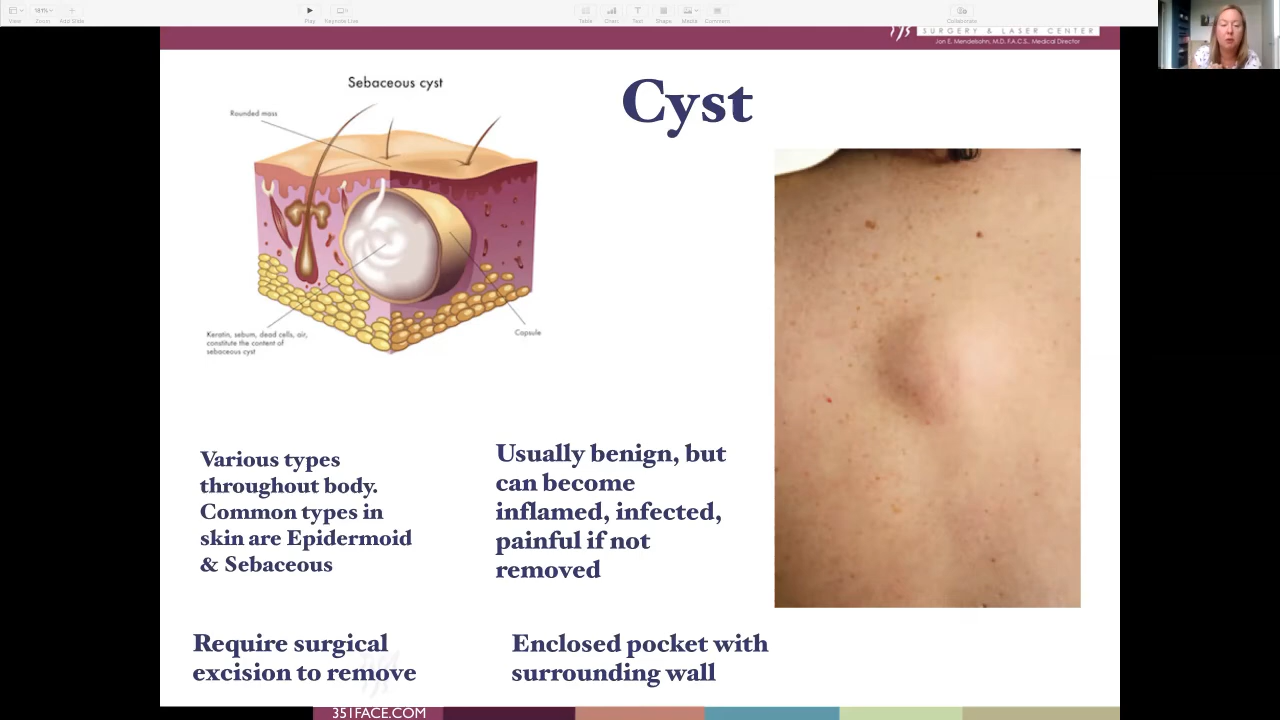 View
Zoom
Add Slide
Play
Keynote Live
Table
Chart
Text
Shape
Media
Comment
Collaborate
181%
SURGERY & LASER CENTER
Jon E. Mendelsohn, M.D. F.A.C.S., Medical Director
Sebaceous cyst
Cyst
Rounded mass
Keratin, sebum, dead cells, air,
constitute the content of
sebaceous cyst
Capsule
Various types
throughout body.
Common types in
skin are Epidermoid
& Sebaceous
Usually benign, but
can become
inflamed, infected,
painful if not
removed
Require surgical
excision to remove
Enclosed pocket with
surrounding wall
351FACE.COM